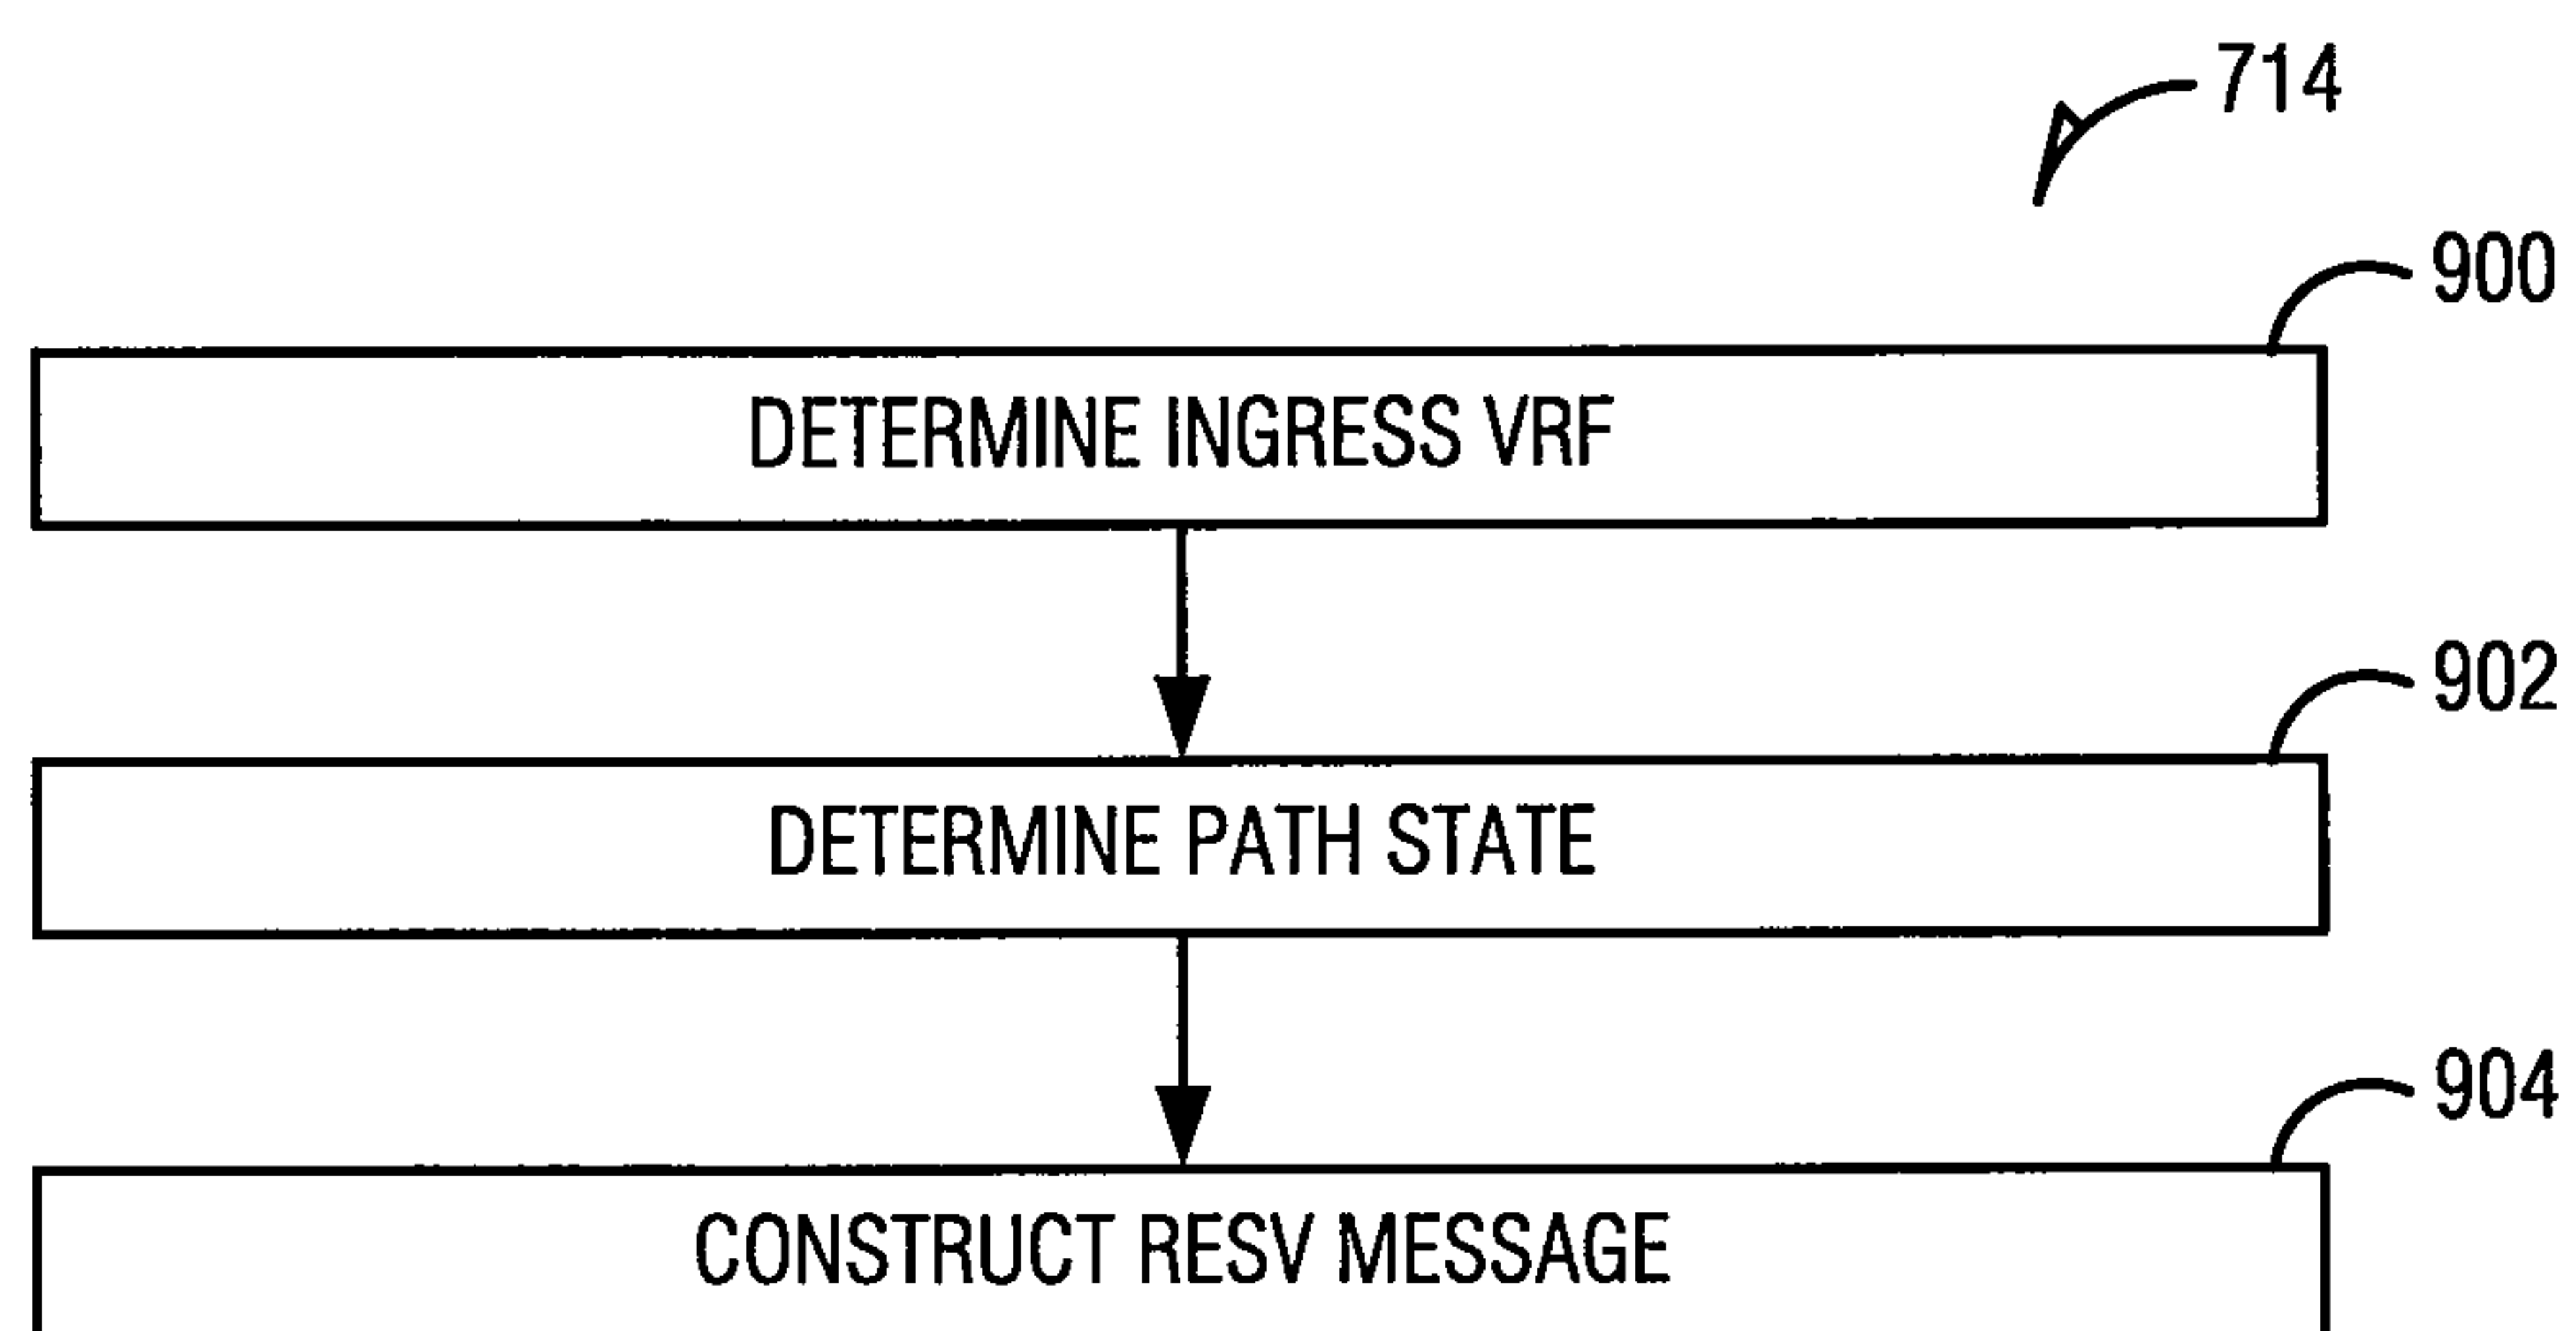 714
900
DETERMINE INGRESS VRF
902
DETERMINE PATH STATE
904
CONSTRUCT RESV MESSAGE